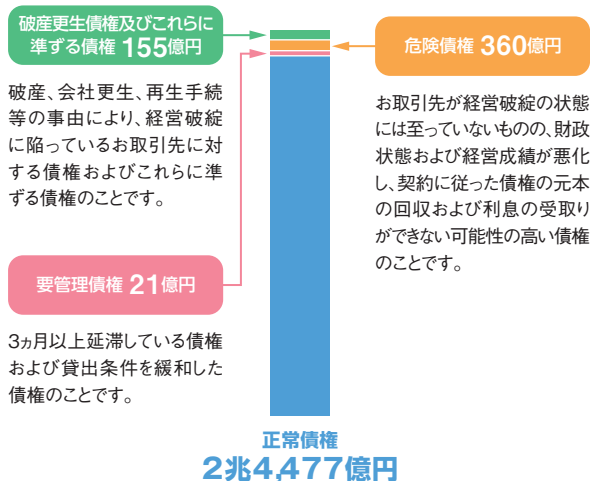 破産更生債権及びこれらに
準ずる債権 155億円
破産、会社更生、再生手続
等の事由により、経営破綻
に陥っているお取引先に対
する債権およびこれらに準
ずる債権のことです。
危険債権 360億円
お取引先が経営破綻の状態
には至っていないものの、財政
状態および経営成績が悪化
し、契約に従った債権の元本
の回収および利息の受取り
ができない可能性の高い債権
のことです。
要管理債権 21億円
3ヵ月以上延滞している債権
および貸出条件を緩和した
債権のことです。
正常債権
2兆4,477億円